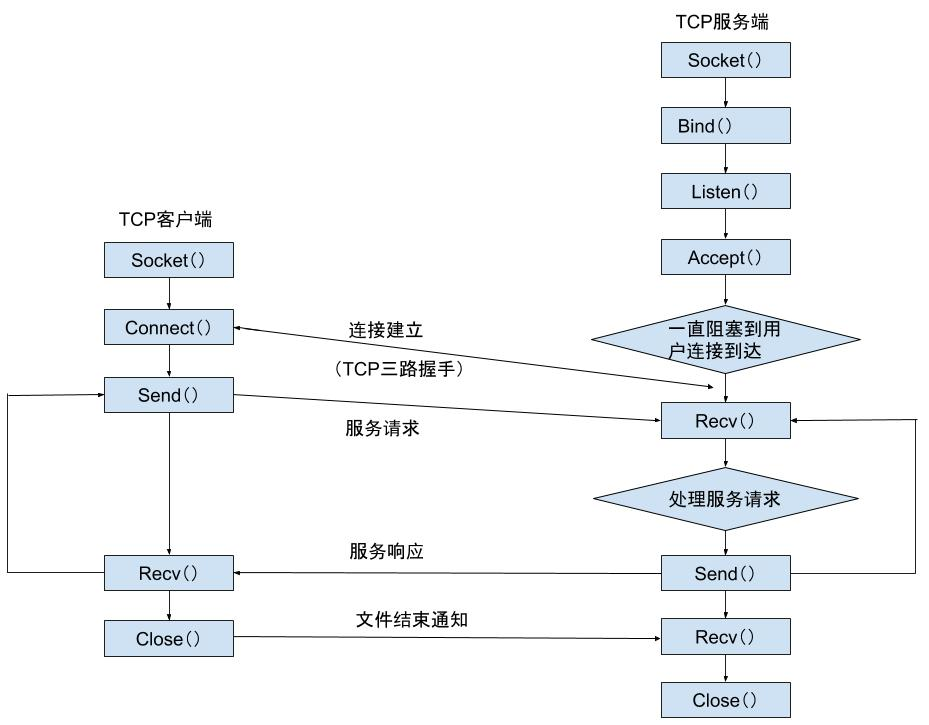 TCP服务端
Socket()
Bind()
Listen()
Accept()
一直阻塞到用
户连接到达
Recv()
处理服务请求
Send()
Recv()
Close()
TCP客户端
Socket()
Connect()
Send()
Recv()
Close()
连接建立
(TCP三路握手)
服务请求
服务响应
文件结束通知